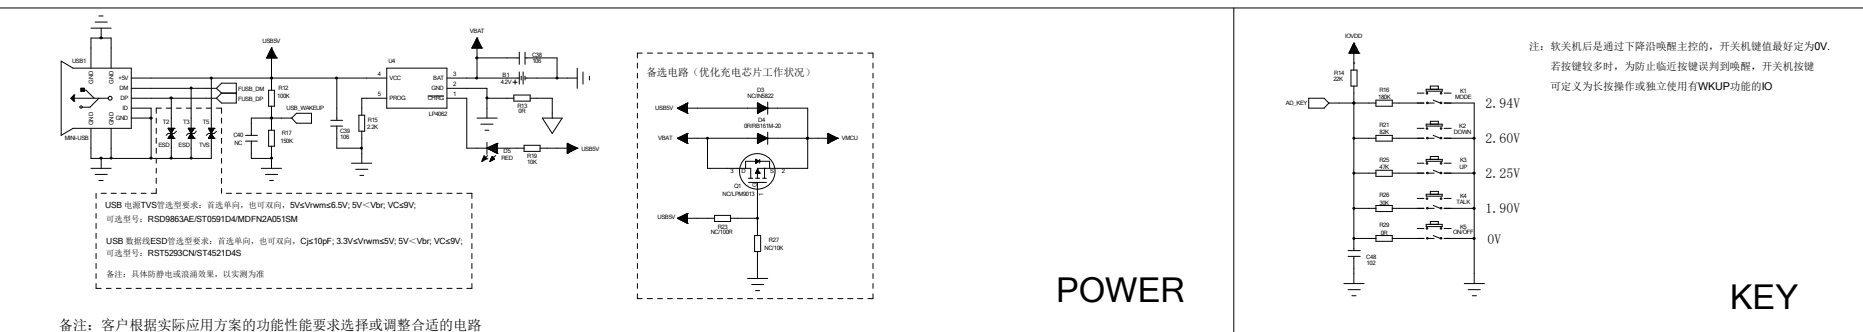 USB1
GND
GND
+5V
DM
DP
ID
GND
GND
GND
MINI-USB
FUSB_DM
FUSB_DP
T2
T3
T5
ESD
ESD
TVS
USB5V
R12
100K
USB_WAKEUP
C40
NC
R17
150K
C39
106
R15
2.2K
U4
4
VCC
BAT
3
GND
2
5
PROG
CHRG
1
LP4062
VBAT
C38
106
B1
4.2V
R13
0R
D5
RED
R19
10K
USB5V
USB 电源TVS管选型要求：首选单向，也可双向，5V≤Vrwm≤6.5V; 5V＜Vbr; VC≤9V;
可选型号：RSD9863AE/ST0591D4/MDFN2A051SM
USB 数据线ESD管选型要求：首选单向，也可双向，Cj≤10pF; 3.3V≤Vrwm≤5V; 5V＜Vbr; VC≤9V;
可选型号：RST5293CN/ST4521D4S
备注：具体防静电或浪涌效果，以实测为准
备注：客户根据实际应用方案的功能性能要求选择或调整合适的电路
备选电路（优化充电芯片工作状况）
D3
NC/IN5822
USB5V
D4
0R/RB161M-20
VBAT
VMCU
3
D
S
2
G
1
Q1
NC/LPM9013
USB5V
R23
NC/100R
R27
NC/10K
POWER
IOVDD
R14
22K
AD_KEY
R16
180K
K1
MODE
2.94V
R21
82K
K2
DOWN
2.60V
R25
47K
K3
UP
2.25V
R26
30K
K4
TALK
1.90V
R29
0R
K5
ON/OFF
0V
C48
102
注：软关机后是通过下降沿唤醒主控的，开关机键值最好定为0V.
若按键较多时，为防止临近按键误判到唤醒，开关机按键
可定义为长按操作或独立使用有WKUP功能的IO
KEY